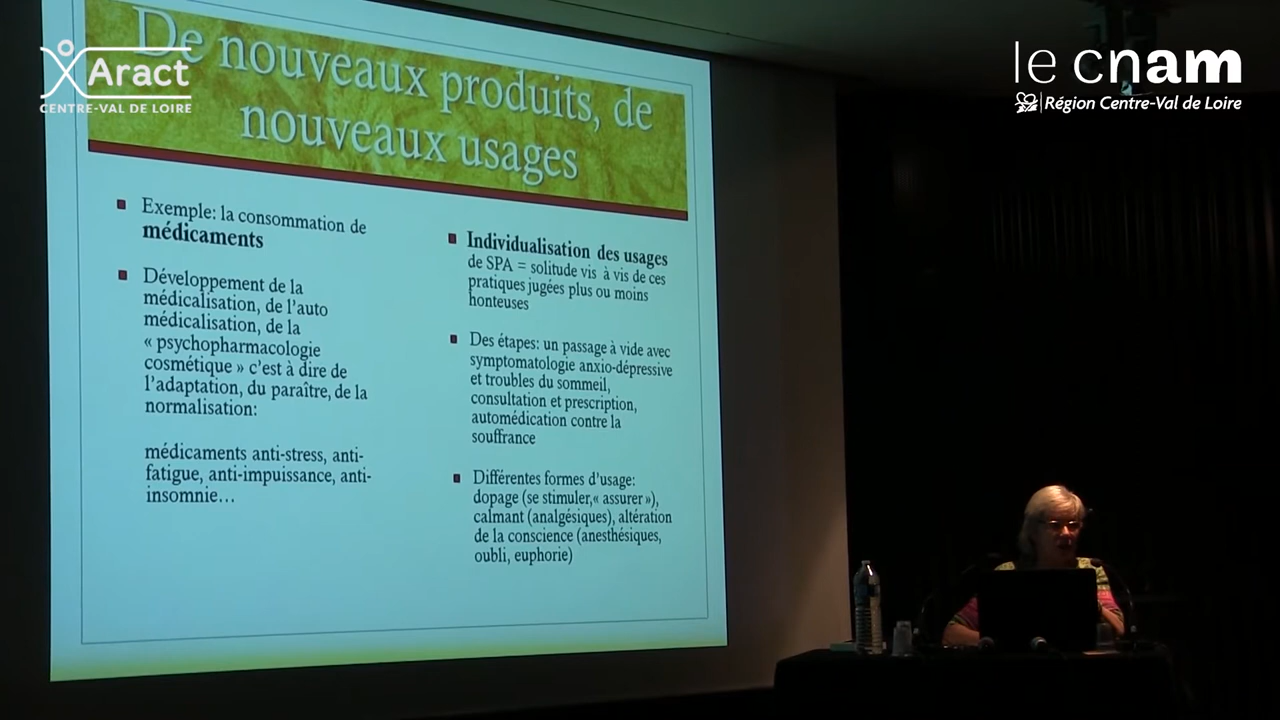 De nouveaux produits, de
nouveaux usages
Aract
CENTRE-VAL DE LOIRE
le cnam
Région Centre-Val de Loire
Exemple: la consommation de
médicaments
Développement de la
médicalisation, de l'auto
médicalisation, de la
« psychopharmacologie
cosmétique » c'est à dire de
l'adaptation, du paraître, de la
normalisation:
médicaments anti-stress, anti-
fatigue, anti-impuissance, anti-
insomnie…
Individualisation des usages
de SPA = solitude vis à vis de ces
pratiques jugées plus ou moins
honteuses
Des étapes: un passage à vide avec
symptomatologie anxio-dépressive
et troubles du sommeil,
consultation et prescription,
automédication contre la
souffrance
Différentes formes d'usage:
dopage (se stimuler,« assurer »),
calmant (analgésiques), altération
de la conscience (anesthésiques,
oubli, euphorie)